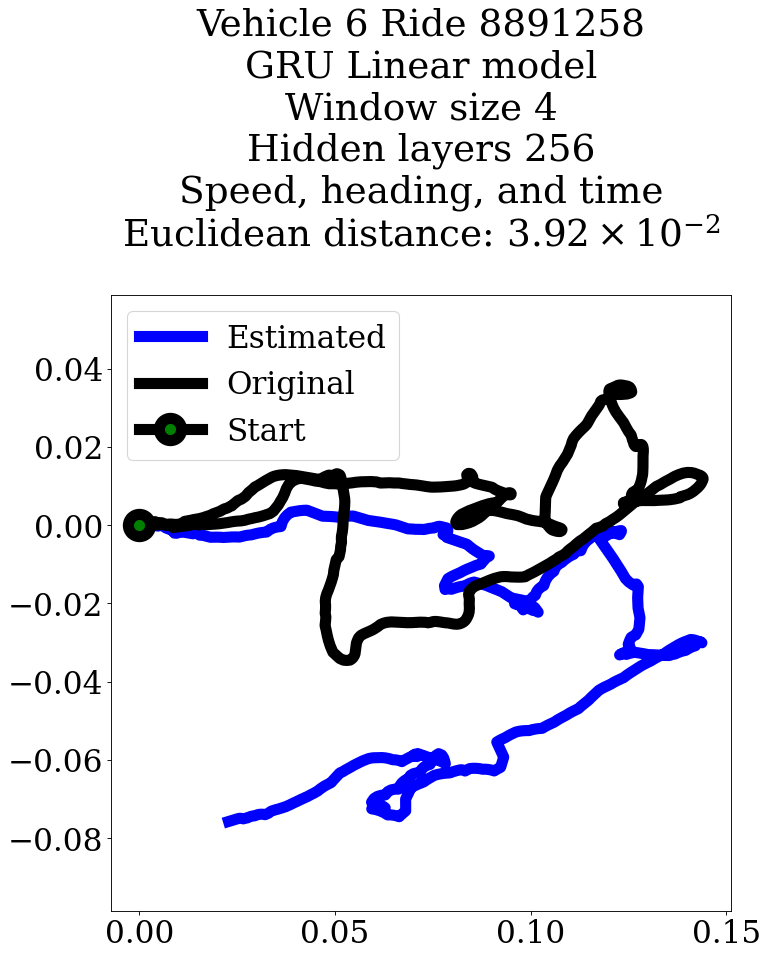 Vehicle 6 Ride 8891258
GRU Linear model
Window size 4
Hidden layers 256
Speed, heading, and time
Euclidean distance: 3.92 × 10⁻²
Estimated
Original
Start
0.04
0.02
0.00
−0.02
−0.04
−0.06
−0.08
0.00 0.05 0.10 0.15